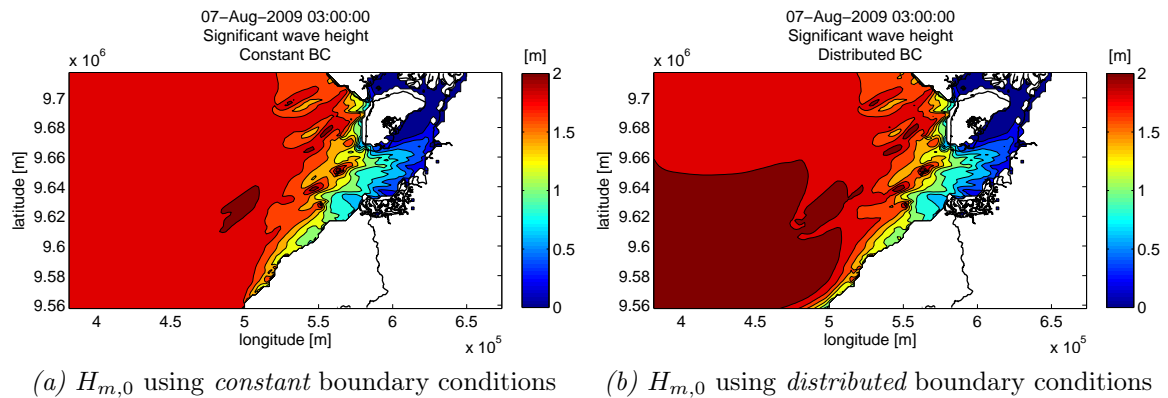 07-Aug-2009 03:00:00
Significant wave height
Constant BC
x 10^6
[m]
9.7
9.68
9.66
9.64
9.62
9.6
9.58
9.56
latitude [m]
4
4.5
5
5.5
6
6.5
longitude [m]
x 10^5
2
1.5
1
0.5
0
(a) H_{m,0} using constant boundary conditions
07-Aug-2009 03:00:00
Significant wave height
Distributed BC
x 10^6
[m]
9.7
9.68
9.66
9.64
9.62
9.6
9.58
9.56
latitude [m]
4
4.5
5
5.5
6
6.5
longitude [m]
x 10^5
2
1.5
1
0.5
0
(b) H_{m,0} using distributed boundary conditions